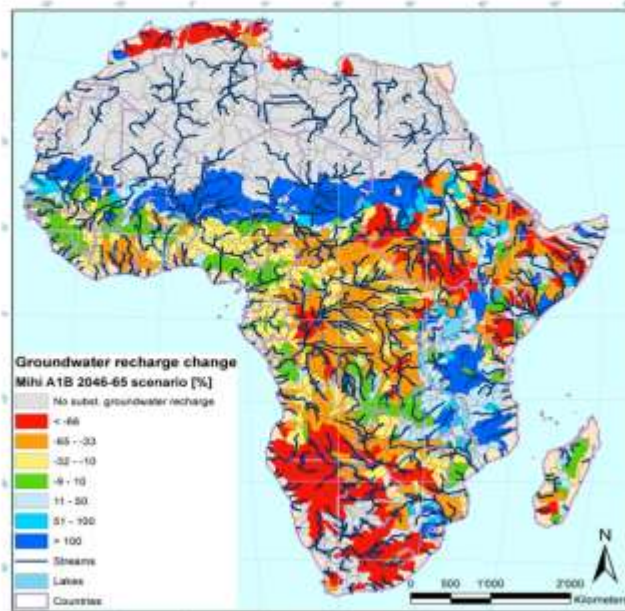 Groundwater recharge change
Mihi A1B 2046-65 scenario [%]
No subst. groundwater recharge
< -66
-65 - -33
-32 - -10
-9 - 10
11 - 50
51 - 100
> 100
Streams
Lakes
Countries
N
0 500 1'000 2'000
Kilometers